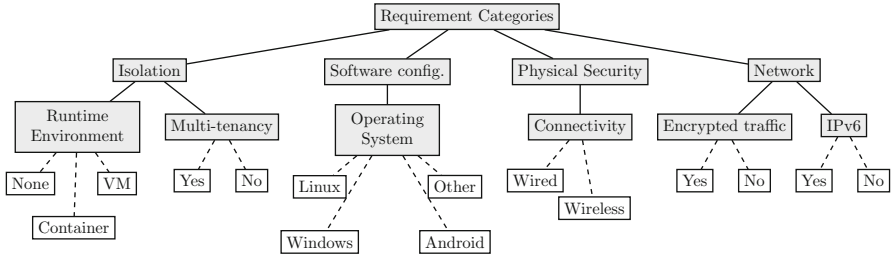 Requirement Categories
Isolation
Software config.
Physical Security
Network
Runtime
Environment
Multi-tenancy
Operating
System
Connectivity
Encrypted traffic
IPv6
None
VM
Yes
No
Linux
Other
Wired
Yes
No
Yes
No
Container
Wireless
Windows
Android